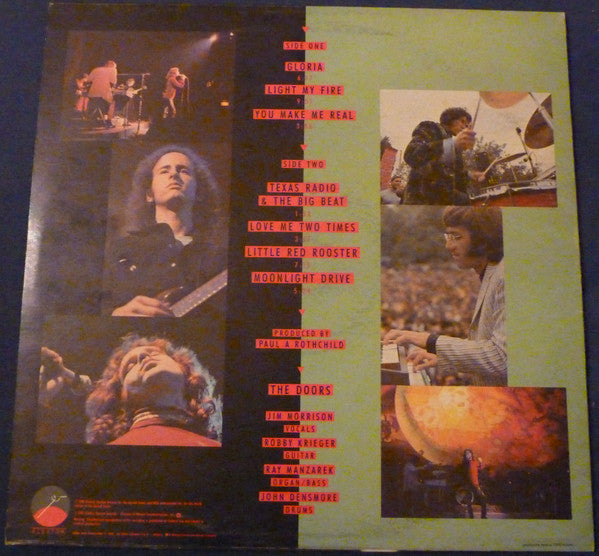 SIDE ONE
GLORIA
LIGHT MY FIRE
YOU MAKE ME REAL
SIDE TWO
TEXAS RADIO
& THE BIG BEAT
LOVE ME TWO TIMES
LITTLE RED ROOSTER
MOONLIGHT DRIVE
PRODUCED BY
PAUL A ROTHCHILD
THE DOORS
JIM MORRISON
VOCALS
ROBBY KRIEGER
GUITAR
RAY MANZAREK
ORGAN/BASS
JOHN DENSMORE
DRUMS